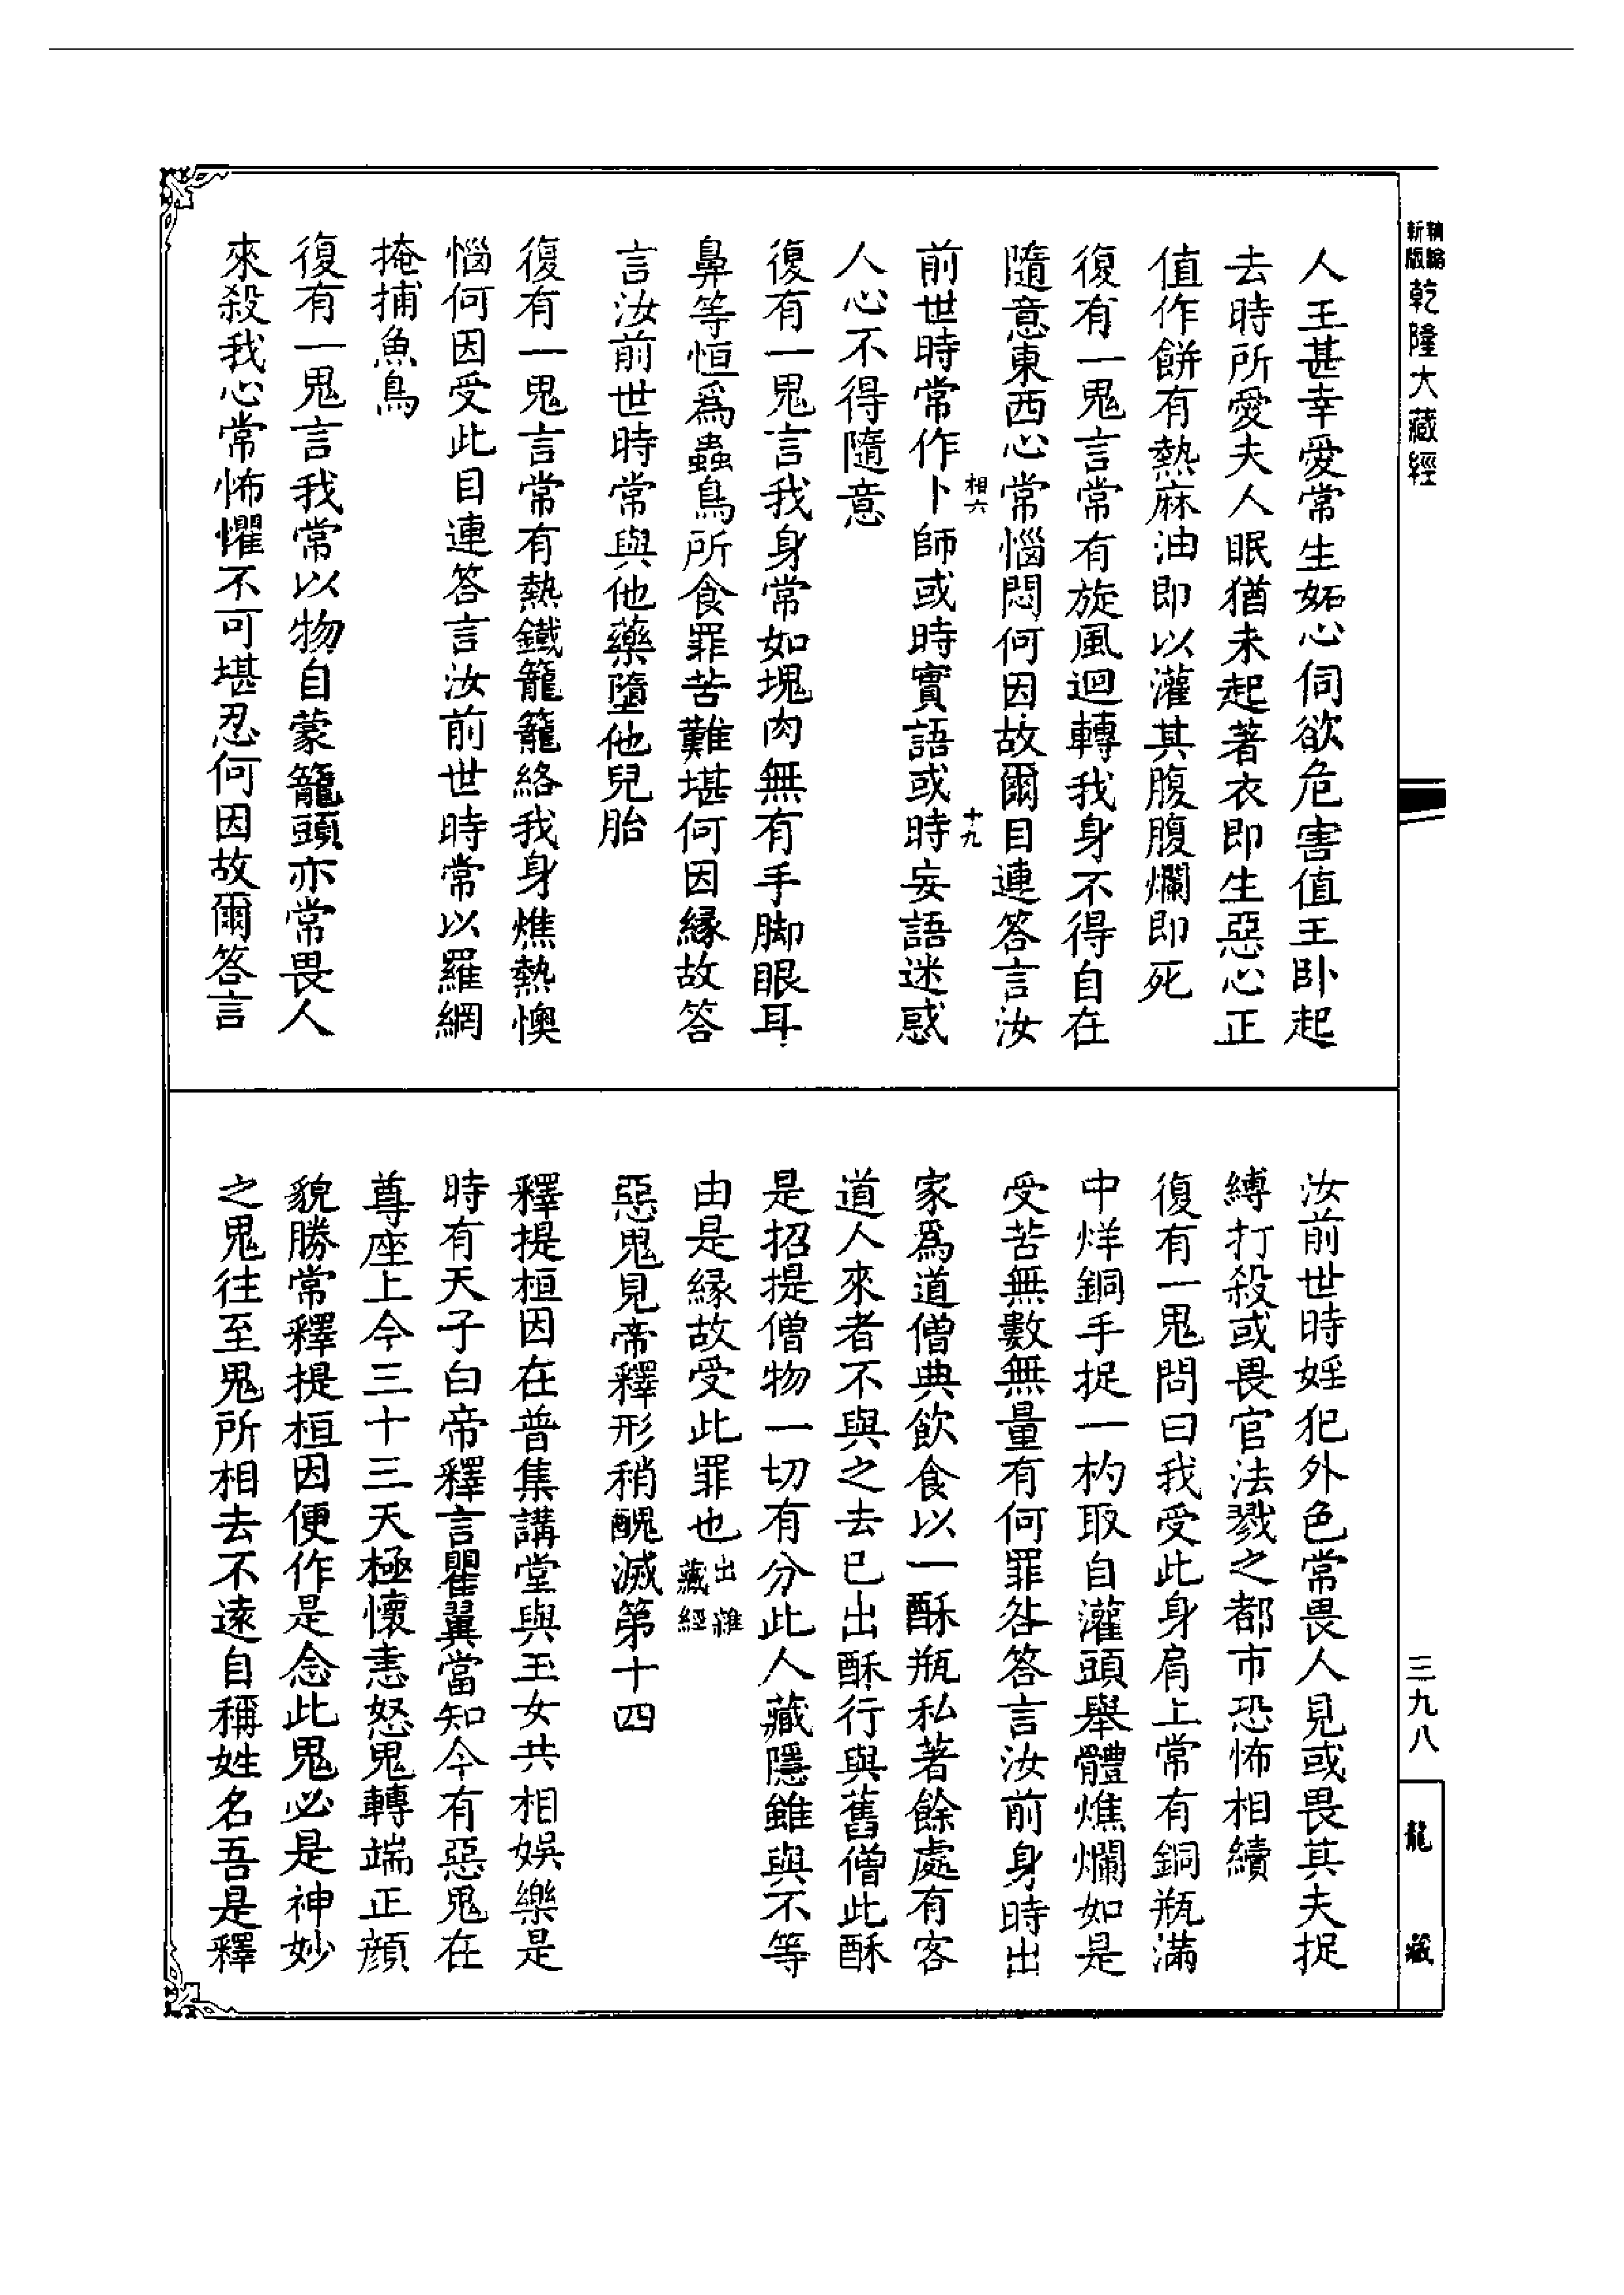 新版
乾隆大藏經
三九八
龍藏
人王甚幸愛常生妬心伺欲危害值王卧起
去時所愛夫人眠猶未起著衣即生惡心正
值作餅有熱麻油即以灌其腹腹爛即死
復有一鬼言常有旋風迴轉我身不得自在
隨意東西心常惱悶何因故爾目連答言汝
相六
十九
前世時常作卜師或時實語或時妄語迷惑
人心不得隨意
復有一鬼言我身常如塊肉無有手脚眼耳
鼻等恒爲蟲鳥所食罪苦難堪何因緣故答
言汝前世時常與他藥墮他兒胎
復有一鬼言常有熱鐵籠籠絡我身燋熱懊
惱何因受此目連答言汝前世時常以羅網
掩捕魚鳥
復有一鬼言我常以物自蒙籠頭亦常畏人
來殺我心常怖懼不可堪忍何因故爾答言
汝前世時婬犯外色常畏人見或畏其夫捉
縛打殺或畏官法戮之都市恐怖相續
復有一鬼問曰我受此身肩上常有銅瓶滿
中烊銅手捉一杓取自灌頭舉體燋爛如是
受苦無數無量有何罪咎答言汝前身時出
家爲道僧典飲食以一酥瓶私著餘處有客
道人來者不與之去已出酥行與舊僧此酥
是招提僧物一切有分此人藏隱雖與不等
由是緣故受此罪也出雜藏經
惡鬼見帝釋形稍醜滅第十四
釋提桓因在普集講堂與玉女共相娛樂是
時有天子白帝釋言瞿翼當知今有惡鬼在
尊座上今三十三天極懷恚怒鬼轉端正顏
貌勝常釋提桓因便作是念此鬼必是神妙
之鬼往至鬼所相去不遠自稱姓名吾是釋